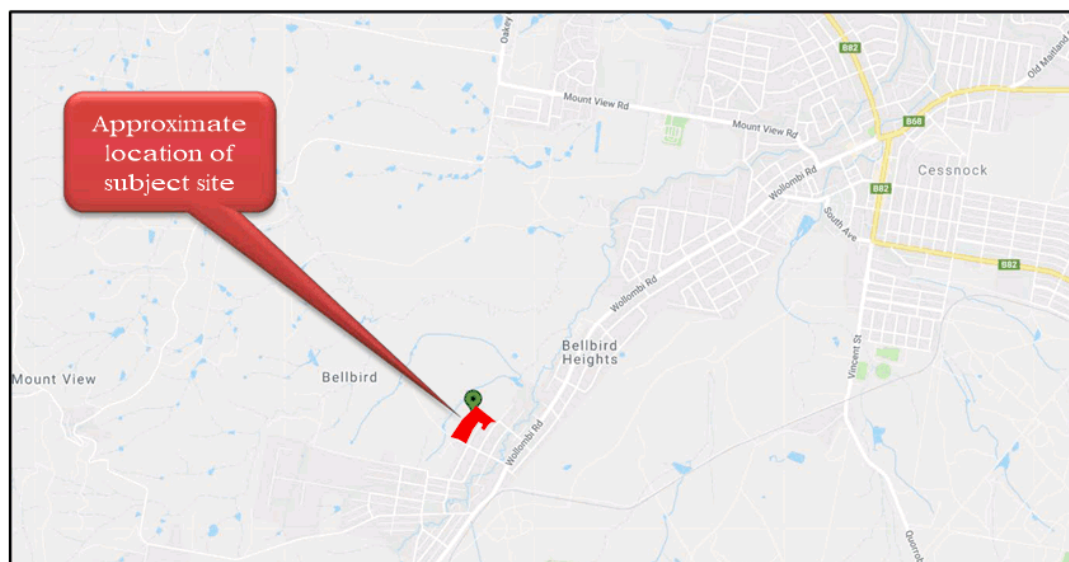 Approximate
location of
subject site
Oakey
B82
Old Maitland
Mount View Rd
Mount View Rd
B68
Wollombi Rd
Cessnock
B82
South Ave
B82
Wollombi Rd
Bellbird
Heights
Vincent St
Mount View
Bellbird
Wollombi Rd
Quorrob